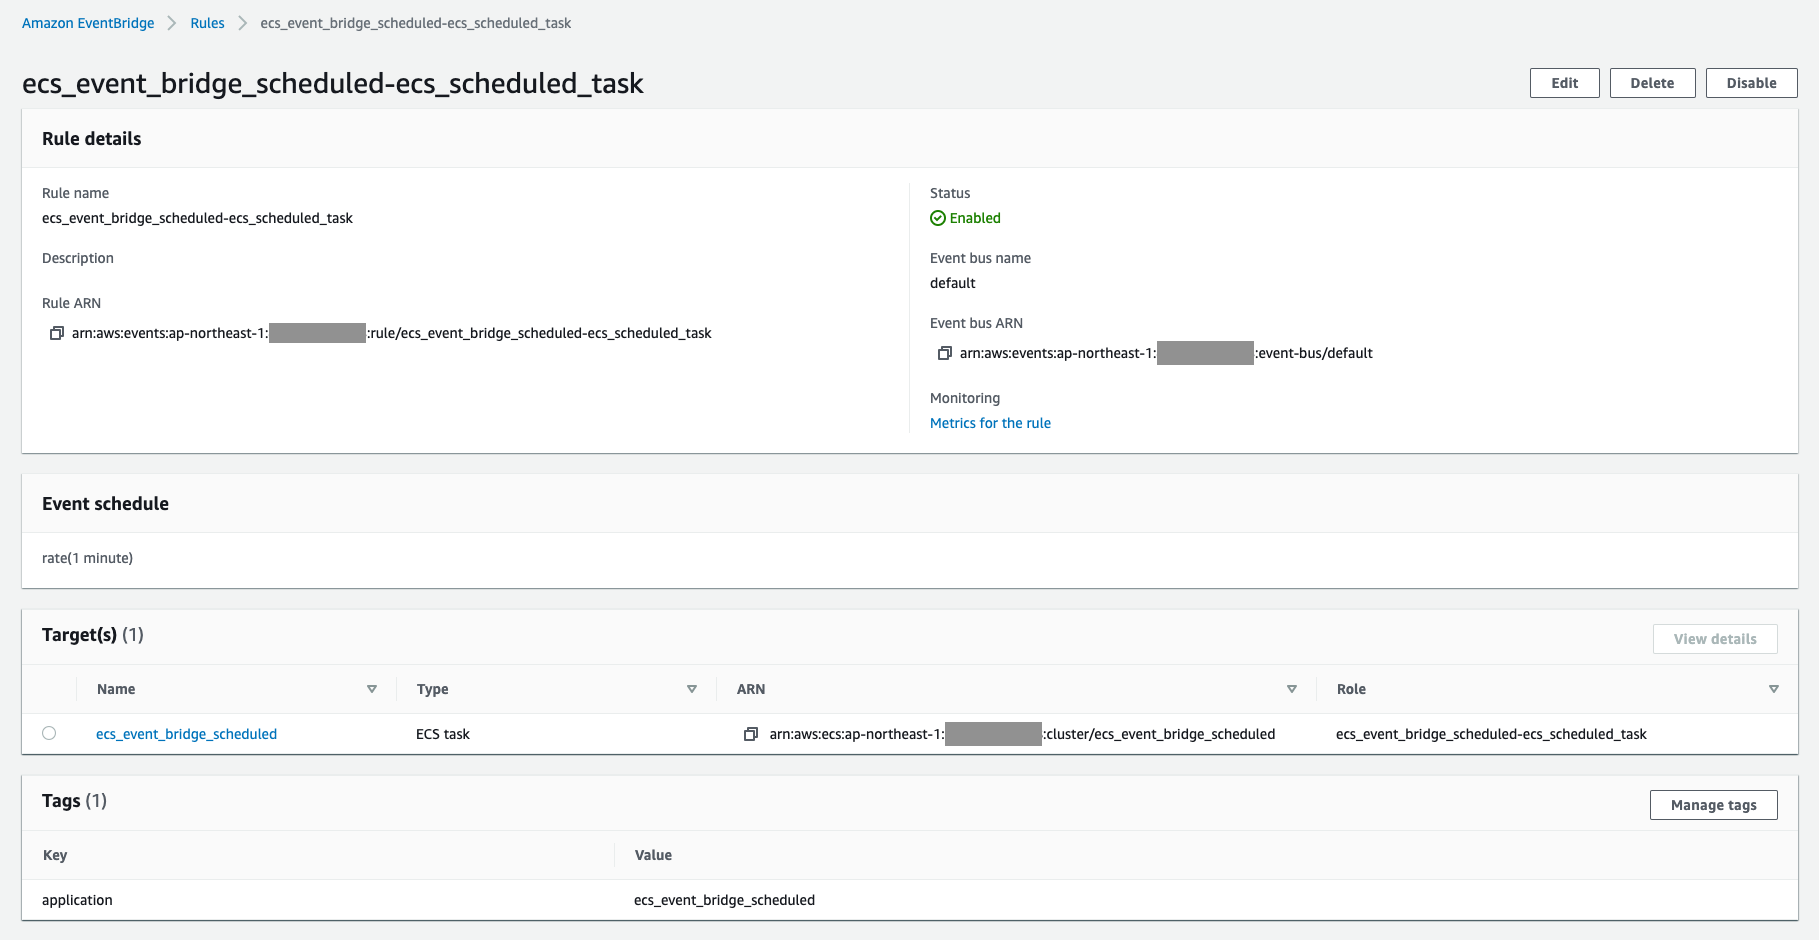 Amazon EventBridge > Rules > ecs_event_bridge_scheduled-ecs_scheduled_task
ecs_event_bridge_scheduled-ecs_scheduled_task
Edit
Delete
Disable
Rule details
Rule name
ecs_event_bridge_scheduled-ecs_scheduled_task
Description
Rule ARN
arn:aws:events:ap-northeast-1: :rule/ecs_event_bridge_scheduled-ecs_scheduled_task
Status
Enabled
Event bus name
default
Event bus ARN
arn:aws:events:ap-northeast-1: :event-bus/default
Monitoring
Metrics for the rule
Event schedule
rate(1 minute)
Target(s) (1)
View details
Name Type ARN Role
ecs_event_bridge_scheduled ECS task arn:aws:ecs:ap-northeast-1: :cluster/ecs_event_bridge_scheduled ecs_event_bridge_scheduled-ecs_scheduled_task
Tags (1)
Manage tags
Key Value
application ecs_event_bridge_scheduled